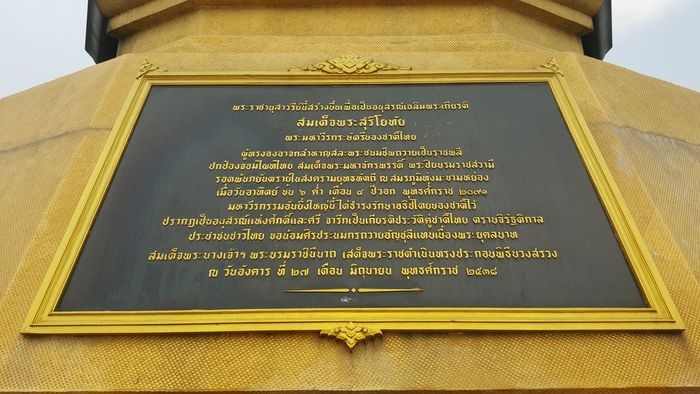 พระราชานุสาวรีย์นี้สร้างขึ้นเพื่อเป็นอนุสรณ์เฉลิมพระเกียรติ
สมเด็จพระสุริโยทัย
พระมหาวีรกษัตรีของชาติไทย
ผู้ทรงองอาจกล้าหาญสละพระชนม์ชีพถวายเป็นราชพลี
ปกป้องจอมไผทไทย สมเด็จพระมหาจักรพรรดิ์ พระปิยบรมราชสวามี
รอดพ้นภยันตรายในสงครามยุทธหัตถี ณ สมรภูมิทุ่งมะขามหย่อง
เมื่อวันอาทิตย์ ขึ้น ๖ ค่ำ เดือน ๔ ปีวอก พุทธศักราช ๒๐๙๑
มหาวีรกรรมอันยิ่งใหญ่นี้ ได้ธำรงรักษาอธิปไตยของชาติไว้
ปรากฏเป็นอนุสรณ์แห่งศักดิ์และศรี จารึกเป็นเกียรติประวัติคู่ชาติไทย ตราบจิรัฐติกาล
ประชาชนชาวไทย ขอน้อมศิรประนมกรถวายอัญชุลีแทบเบื้องพระยุคลบาท
สมเด็จพระนางเจ้าฯ พระบรมราชินีนาถ เสด็จพระราชดำเนินทรงประกอบพิธีบวงสรวง
ณ วันอังคาร ที่ ๒๗ เดือน มิถุนายน พุทธศักราช ๒๕๓๘